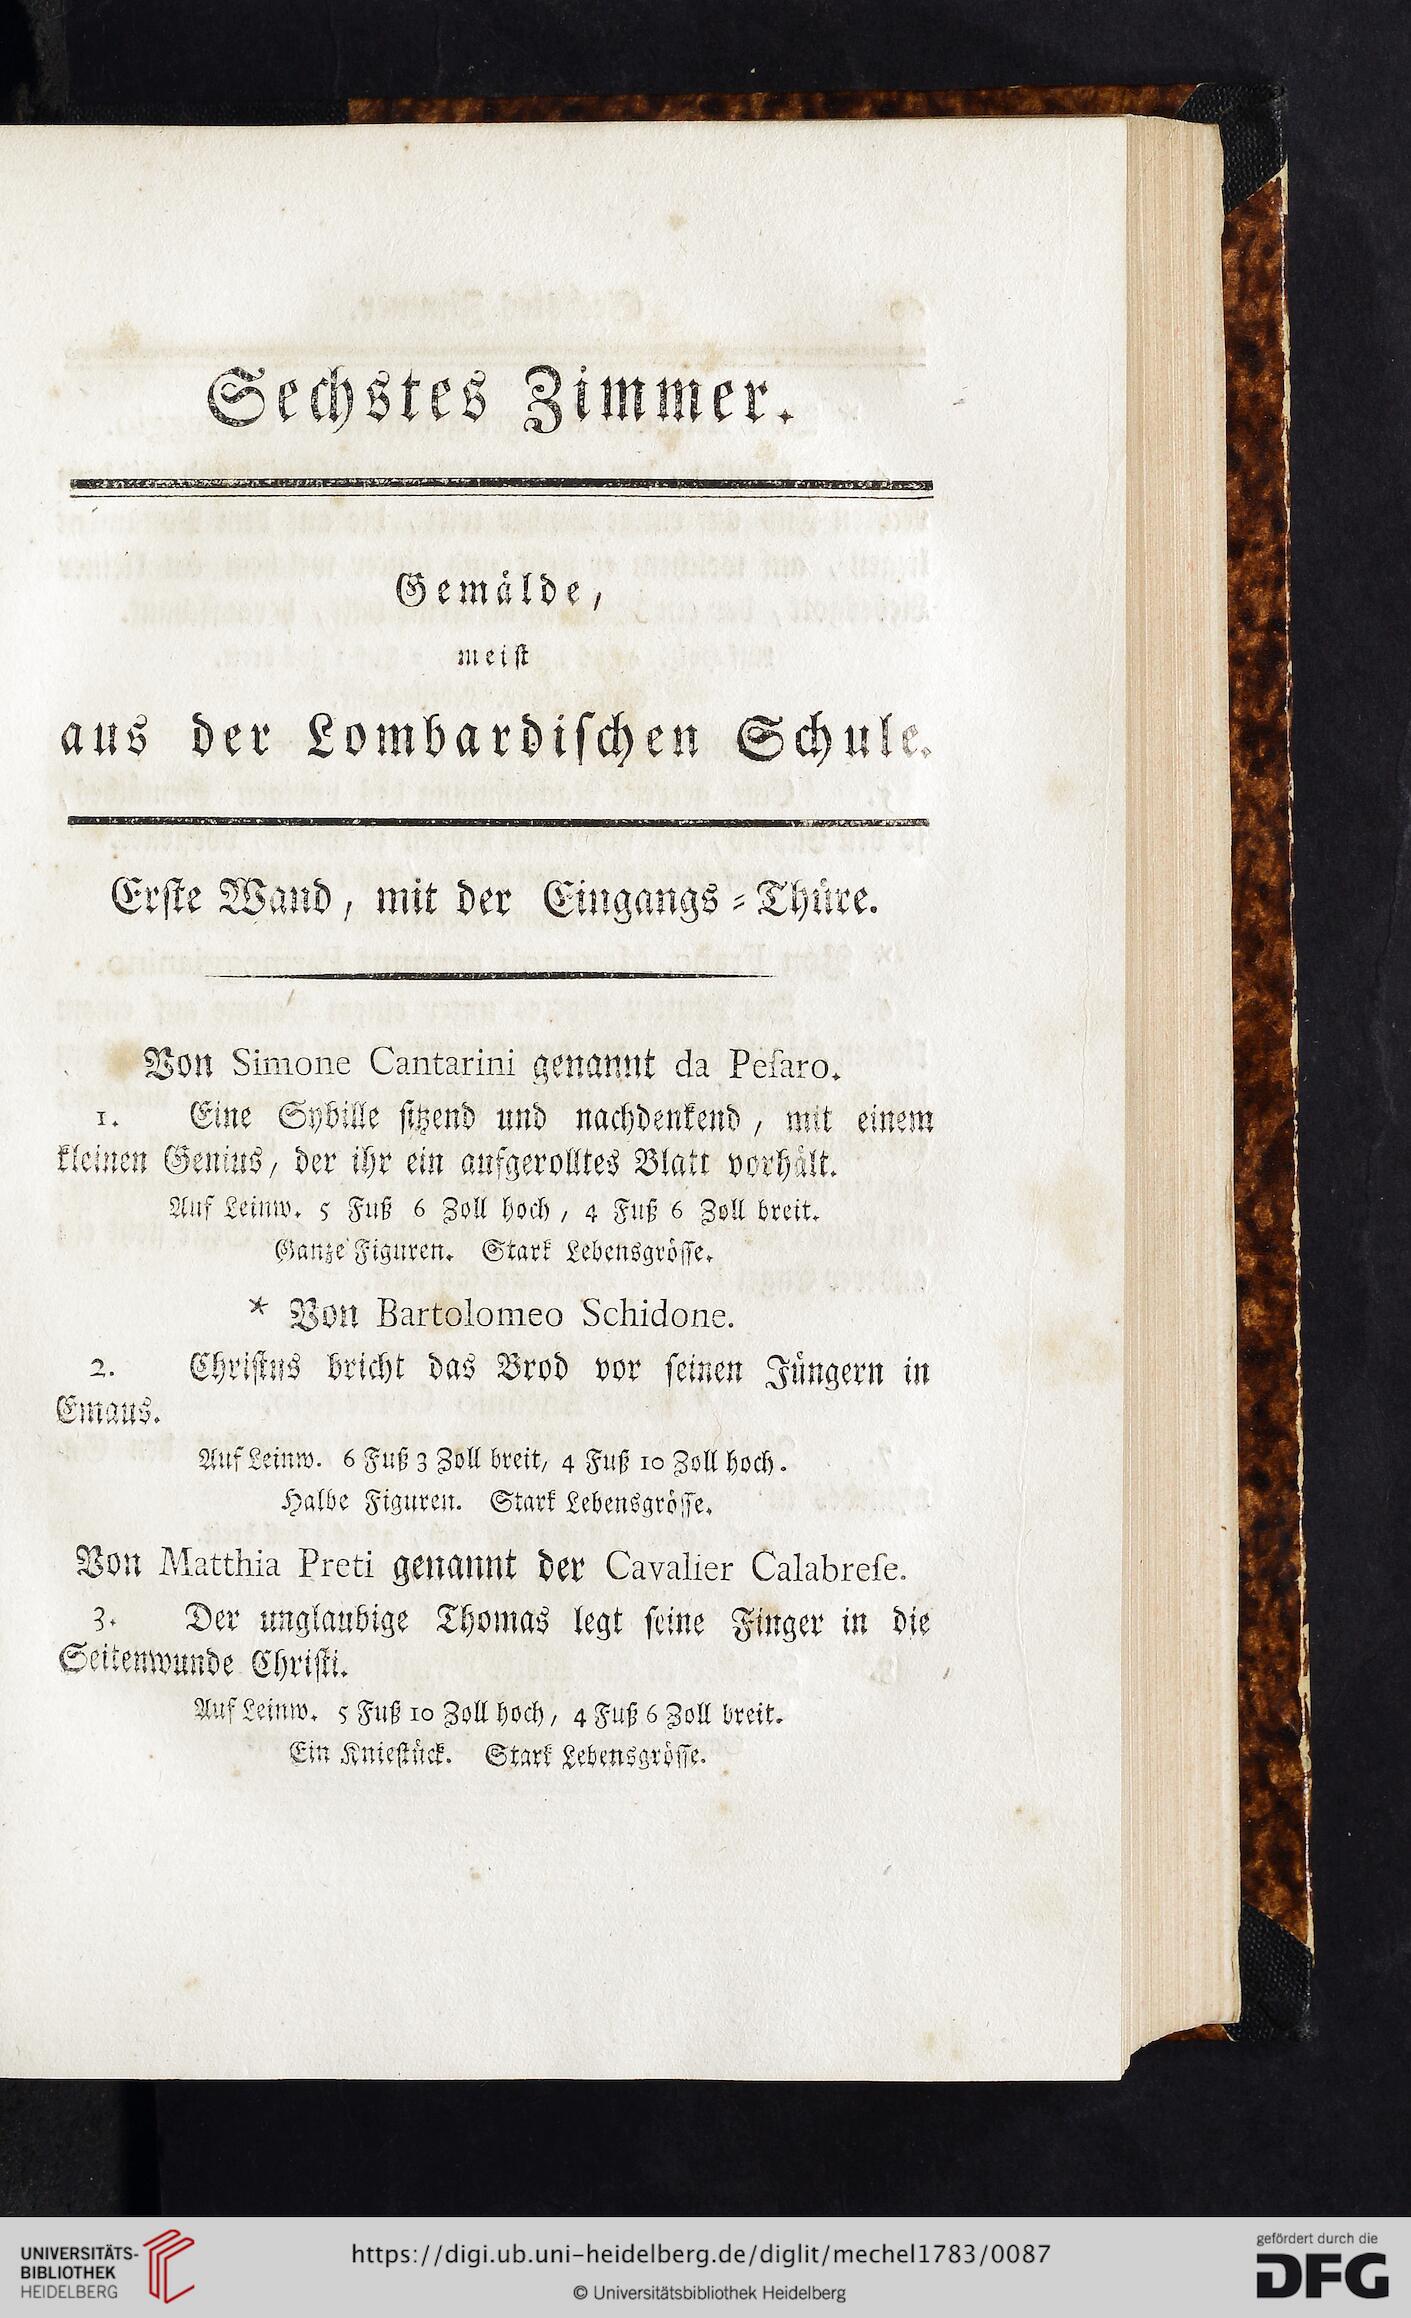 Sechstes Zimmer.
Gemälde,
meiſt
aus der Lombardiſchen Schule.
Erſte Wand, mit der Eingangs-Thüre.
Von Simone Cantarini genannt da Peſaro.
1. Eine Sybille ſitzend und nachdenkend, mit einem
kleinen Genius, der ihr ein aufgerolltes Blatt vorhält.
Auf Leinw. 5 Fuß 6 Zoll hoch, 4 Fuß 6 Zoll breit.
Ganze Figuren. Stark Lebensgröſſe.
* Von Bartolomeo Schidone.
2. Chriſtus bricht das Brod vor ſeinen Jüngern in
Emaus.
Auf Leinw. 6 Fuß 3 Zoll breit, 4 Fuß 10 Zoll hoch.
Halbe Figuren. Stark Lebensgröſſe.
Von Matthia Preti genannt der Cavalier Calabreſe.
3. Der unglaubige Thomas legt ſeine Finger in die
Seitenwunde Chriſti.
Auf Leinw. 5 Fuß 10 Zoll hoch, 4 Fuß 6 Zoll breit.
Ein Knieſtück. Stark Lebensgröſſe.
UNIVERSITÄTS-
BIBLIOTHEK
HEIDELBERG
https://digi.ub.uni-heidelberg.de/diglit/mechel1783/0087
© Universitätsbibliothek Heidelberg
gefördert durch die
DFG